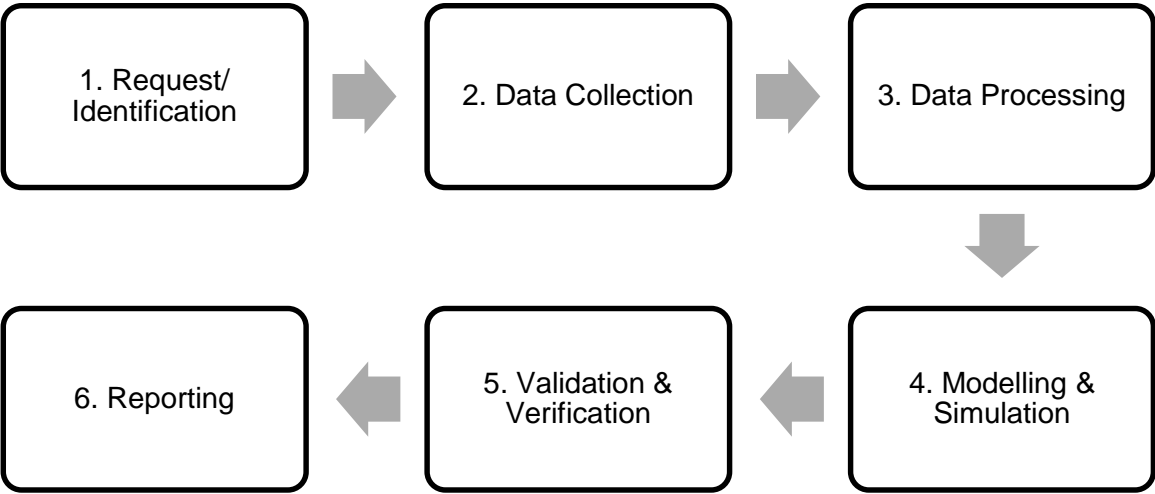 1. Request/
Identification
2. Data Collection
3. Data Processing
4. Modelling &
Simulation
5. Validation &
Verification
6. Reporting